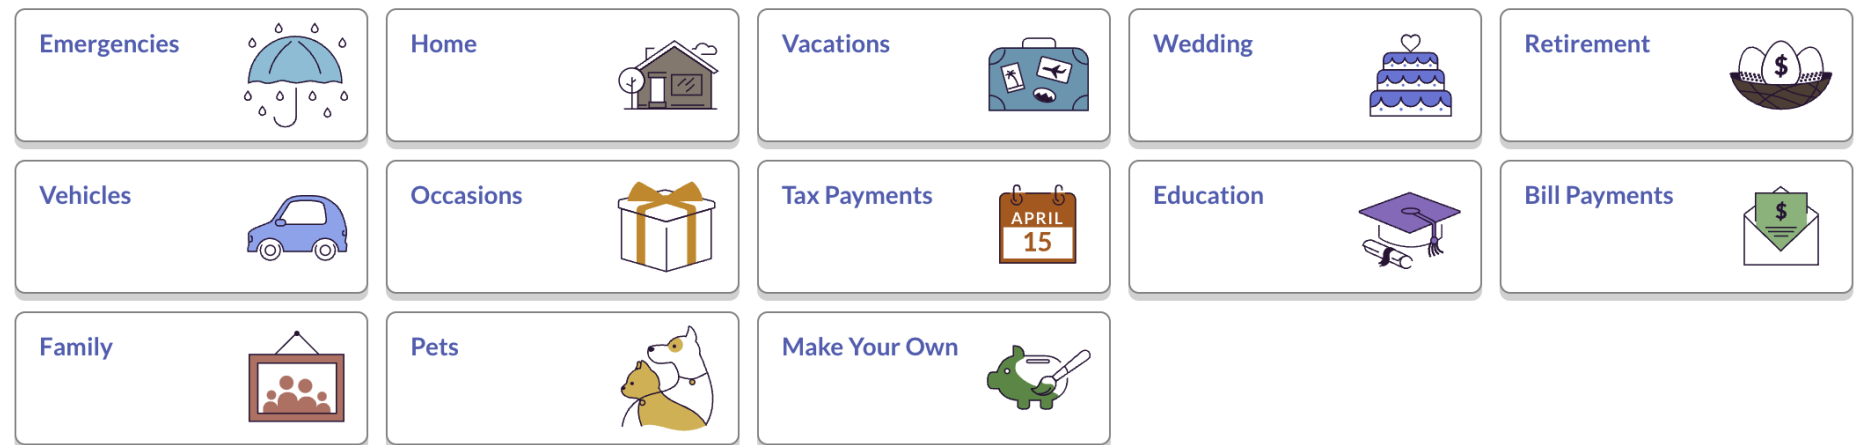 Emergencies
Home
Vacations
Wedding
Retirement
$
Vehicles
Occasions
Tax Payments
APRIL
15
Education
Bill Payments
$
Family
Pets
Make Your Own